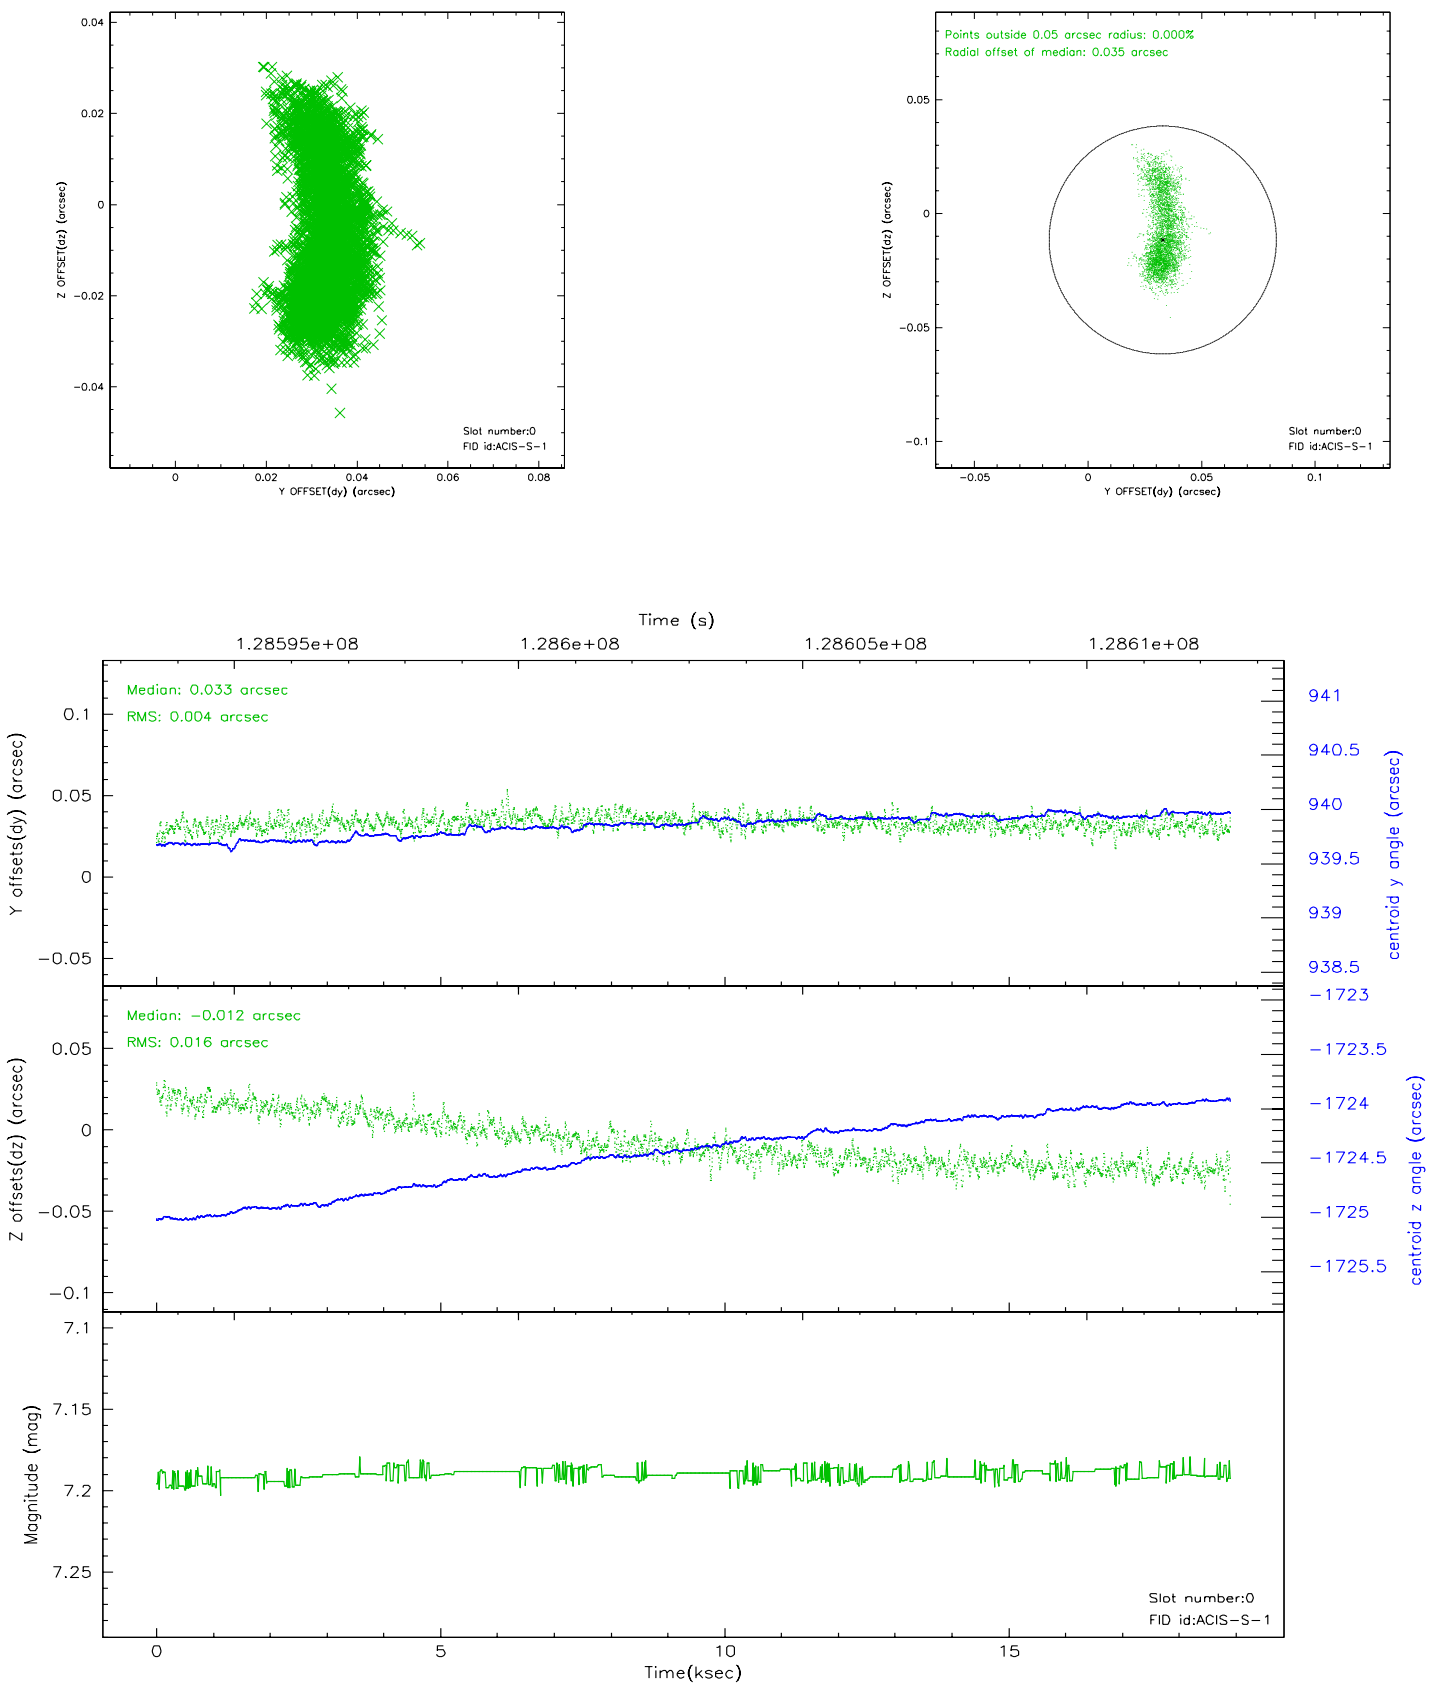 0.04
0.02
0
−0.02
−0.04
Z OFFSET(dz) (arcsec)
Slot number:0
FID id:ACIS−S−1
0
0.02
0.04
0.06
0.08
Y OFFSET(dy) (arcsec)
Points outside 0.05 arcsec radius: 0.000%
Radial offset of median: 0.035 arcsec
0.05
0
−0.05
−0.1
Z OFFSET(dz) (arcsec)
Slot number:0
FID id:ACIS−S−1
−0.05
0
0.05
0.1
Y OFFSET(dy) (arcsec)
Time (s)
1.28595e+08
1.286e+08
1.28605e+08
1.2861e+08
Median: 0.033 arcsec
RMS: 0.004 arcsec
0.1
0.05
0
−0.05
Y offsets(dy) (arcsec)
941
940.5
940
939.5
939
938.5
centroid y angle (arcsec)
Median: −0.012 arcsec
RMS: 0.016 arcsec
0.05
0
−0.05
−0.1
Z offsets(dz) (arcsec)
−1723
−1723.5
−1724
−1724.5
−1725
−1725.5
centroid z angle (arcsec)
7.1
7.15
7.2
7.25
Magnitude (mag)
Slot number:0
FID id:ACIS−S−1
0
5
10
15
Time(ksec)